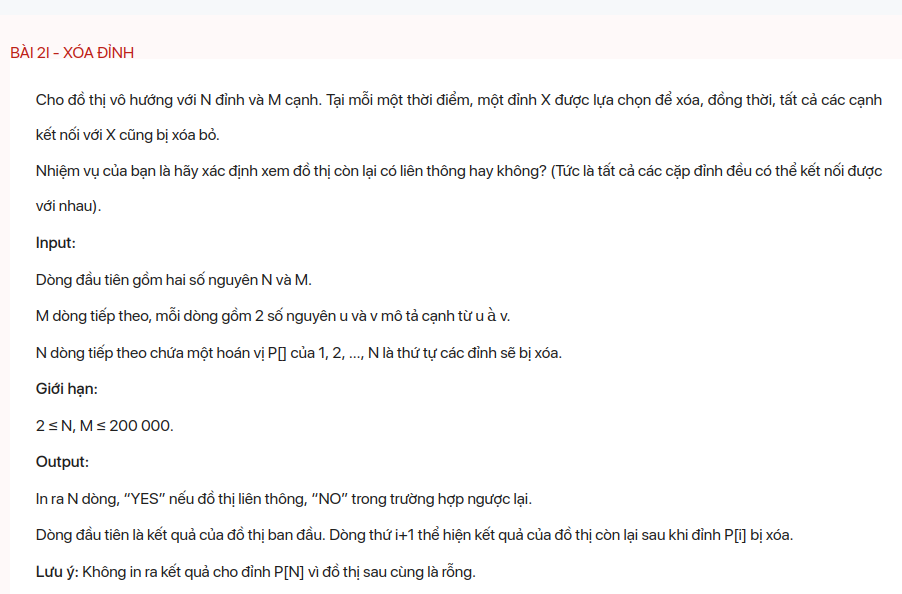 BÀI 2I - XÓA ĐỈNH
Cho đồ thị vô hướng với N đỉnh và M cạnh. Tại mỗi một thời điểm, một đỉnh X được lựa chọn để xóa, đồng thời, tất cả các cạnh
kết nối với X cũng bị xóa bỏ.
Nhiệm vụ của bạn là hãy xác định xem đồ thị còn lại có liên thông hay không? (Tức là tất cả các cặp đỉnh đều có thể kết nối được
với nhau).
Input:
Dòng đầu tiên gồm hai số nguyên N và M.
M dòng tiếp theo, mỗi dòng gồm 2 số nguyên u và v mô tả cạnh từ u à v.
N dòng tiếp theo chứa một hoán vị P[] của 1, 2, ..., N là thứ tự các đỉnh sẽ bị xóa.
Giới hạn:
2 ≤ N, M ≤ 200 000.
Output:
In ra N dòng, “YES” nếu đồ thị liên thông, “NO” trong trường hợp ngược lại.
Dòng đầu tiên là kết quả của đồ thị ban đầu. Dòng thứ i+1 thể hiện kết quả của đồ thị còn lại sau khi đỉnh P[i] bị xóa.
Lưu ý: Không in ra kết quả cho đỉnh P[N] vì đồ thị sau cùng là rỗng.